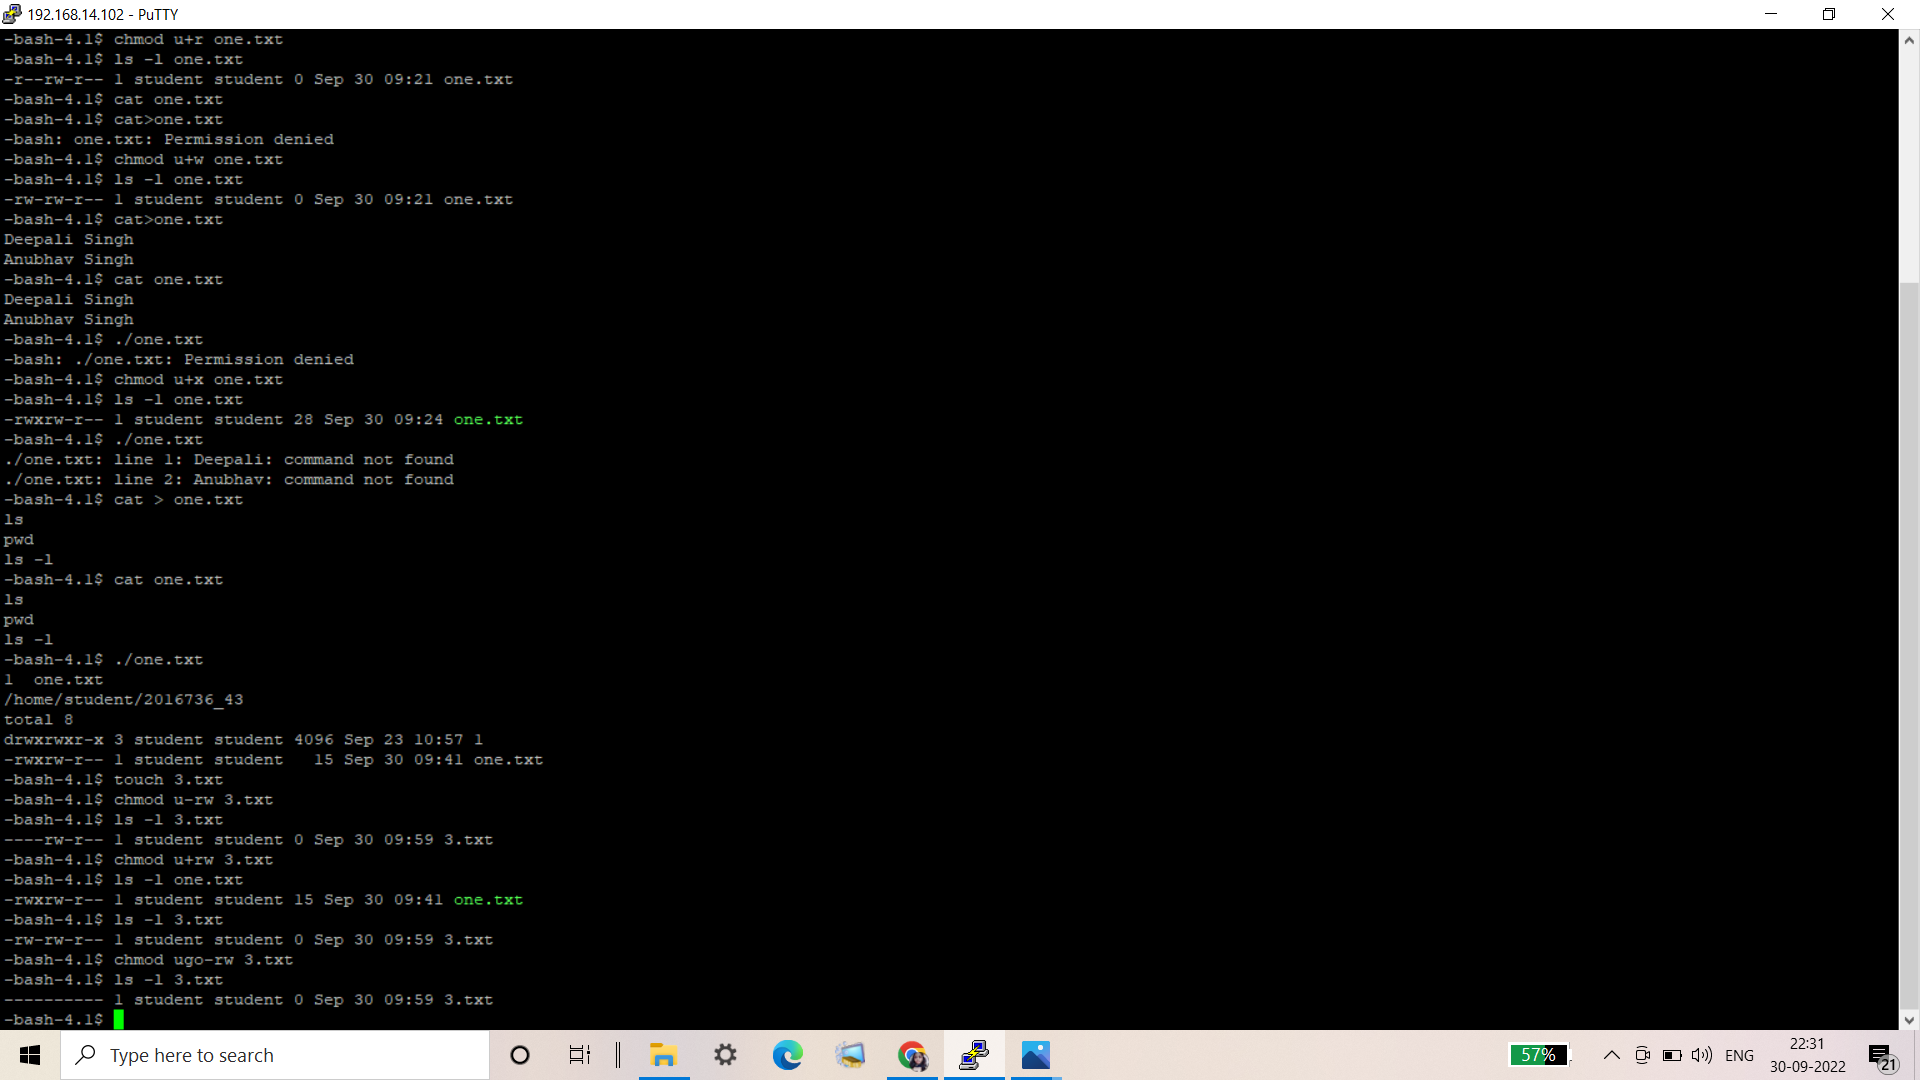 192.168.14.102 - PuTTY
-bash-4.1$ chmod u+r one.txt
-bash-4.1$ ls -l one.txt
-r--rw-r-- 1 student student 0 Sep 30 09:21 one.txt
-bash-4.1$ cat one.txt
-bash-4.1$ cat>one.txt
-bash: one.txt: Permission denied
-bash-4.1$ chmod u+w one.txt
-bash-4.1$ ls -l one.txt
-rw-rw-r-- 1 student student 0 Sep 30 09:21 one.txt
-bash-4.1$ cat>one.txt
Deepali Singh
Anubhav Singh
-bash-4.1$ cat one.txt
Deepali Singh
Anubhav Singh
-bash-4.1$ ./one.txt
-bash: ./one.txt: Permission denied
-bash-4.1$ chmod u+x one.txt
-bash-4.1$ ls -l one.txt
-rwxrw-r-- 1 student student 28 Sep 30 09:24 one.txt
-bash-4.1$ ./one.txt
./one.txt: line 1: Deepali: command not found
./one.txt: line 2: Anubhav: command not found
-bash-4.1$ cat > one.txt
ls
pwd
ls -l
-bash-4.1$ cat one.txt
ls
pwd
ls -l
-bash-4.1$ ./one.txt
1  one.txt
/home/student/2016736_43
total 8
drwxrwxr-x 3 student student 4096 Sep 23 10:57 1
-rwxrw-r-- 1 student student   15 Sep 30 09:41 one.txt
-bash-4.1$ touch 3.txt
-bash-4.1$ chmod u-rw 3.txt
-bash-4.1$ ls -l 3.txt
----rw-r-- 1 student student 0 Sep 30 09:59 3.txt
-bash-4.1$ chmod u+rw 3.txt
-bash-4.1$ ls -l one.txt
-rwxrw-r-- 1 student student 15 Sep 30 09:41 one.txt
-bash-4.1$ ls -l 3.txt
-rw-rw-r-- 1 student student 0 Sep 30 09:59 3.txt
-bash-4.1$ chmod ugo-rw 3.txt
-bash-4.1$ ls -l 3.txt
---------- 1 student student 0 Sep 30 09:59 3.txt
-bash-4.1$
Type here to search
57%
ENG
22:31
30-09-2022
21